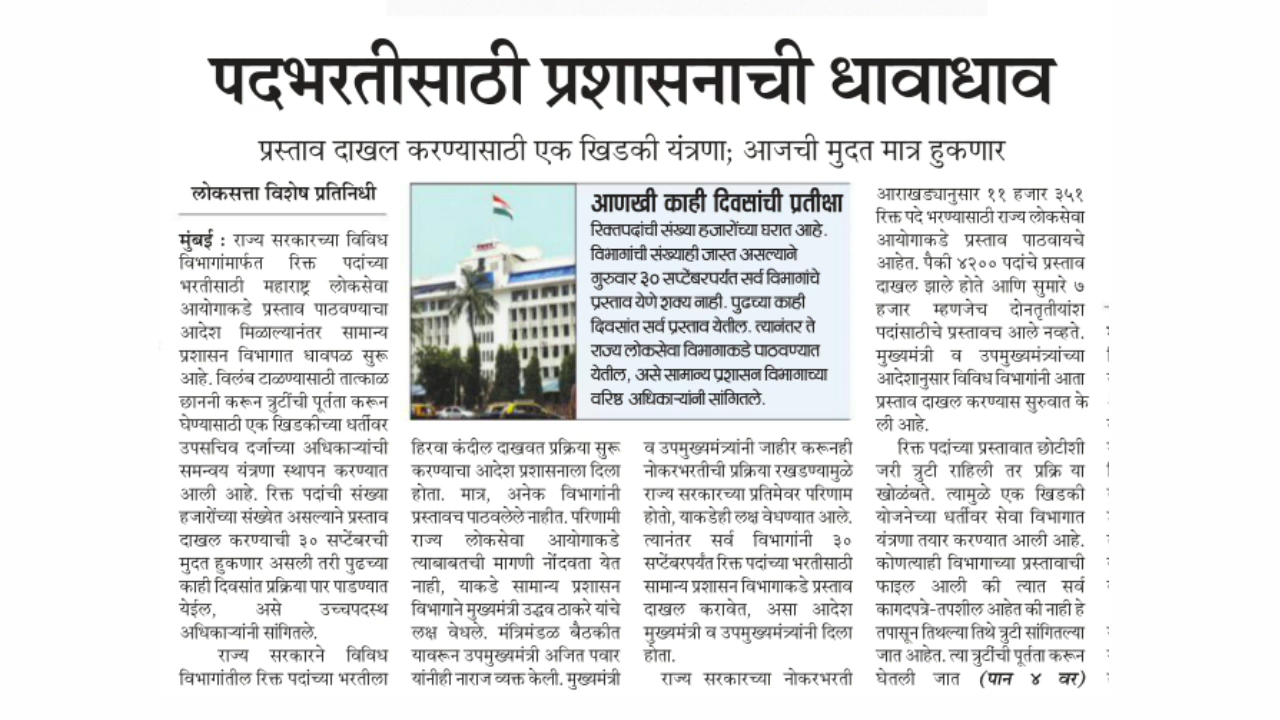 पदभरतीसाठी प्रशासनाची धावाधाव
प्रस्ताव दाखल करण्यासाठी एक खिडकी यंत्रणा; आजची मुदत मात्र हुकणार
लोकसत्ता विशेष प्रतिनिधी
मुंबई : राज्य सरकारच्या विविध
विभागांमार्फत रिक्त पदांच्या
भरतीसाठी महाराष्ट्र लोकसेवा
आयोगाकडे प्रस्ताव पाठवण्याचा
आदेश मिळाल्यानंतर सामान्य
प्रशासन विभागात धावपळ सुरू
आहे. विलंब टाळण्यासाठी तात्काळ
छाननी करून त्रुटींची पूर्तता करून
घेण्यासाठी एक खिडकीच्या धर्तीवर
उपसचिव दर्जाच्या अधिकाऱ्यांची
समन्वय यंत्रणा स्थापन करण्यात
आली आहे. रिक्त पदांची संख्या
हजारोंच्या संख्येत असल्याने प्रस्ताव
दाखल करण्याची ३० सप्टेंबरची
मुदत हुकणार असली तरी पुढच्या
काही दिवसांत प्रक्रिया पार पाडण्यात
येईल, असे उच्चपदस्थ
अधिकाऱ्यांनी सांगितले.
राज्य सरकारने विविध
विभागांतील रिक्त पदांच्या भरतीला
आणखी काही दिवसांची प्रतीक्षा
रिक्तपदांची संख्या हजारोंच्या घरात आहे.
विभागांची संख्याही जास्त असल्याने
गुरुवार ३० सप्टेंबरपर्यंत सर्व विभागांचे
प्रस्ताव येणे शक्य नाही. पुढच्या काही
दिवसांत सर्व प्रस्ताव येतील. त्यानंतर ते
राज्य लोकसेवा विभागाकडे पाठवण्यात
येतील, असे सामान्य प्रशासन विभागाच्या
वरिष्ठ अधिकाऱ्यांनी सांगितले.
हिरवा कंदील दाखवत प्रक्रिया सुरू
करण्याचा आदेश प्रशासनाला दिला
होता. मात्र, अनेक विभागांनी
प्रस्तावच पाठवलेले नाहीत. परिणामी
राज्य लोकसेवा आयोगाकडे
त्याबाबतची मागणी नोंदवता येत
नाही, याकडे सामान्य प्रशासन
विभागाने मुख्यमंत्री उद्धव ठाकरे यांचे
लक्ष वेधले. मंत्रिमंडळ बैठकीत
यावरून उपमुख्यमंत्री अजित पवार
यांनीही नाराज व्यक्त केली. मुख्यमंत्री
व उपमुख्यमंत्र्यांनी जाहीर करूनही
नोकरभरतीची प्रक्रिया रखडण्यामुळे
राज्य सरकारच्या प्रतिमेवर परिणाम
होतो, याकडेही लक्ष वेधण्यात आले.
त्यानंतर सर्व विभागांनी ३०
सप्टेंबरपर्यंत रिक्त पदांच्या भरतीसाठी
सामान्य प्रशासन विभागाकडे प्रस्ताव
दाखल करावेत, असा आदेश
मुख्यमंत्री व उपमुख्यमंत्र्यांनी दिला
होता.
राज्य सरकारच्या नोकरभरती
आराखड्यानुसार ११ हजार ३५१
रिक्त पदे भरण्यासाठी राज्य लोकसेवा
आयोगाकडे प्रस्ताव पाठवायचे
आहेत. पैकी ४२०० पदांचे प्रस्ताव
दाखल झाले होते आणि सुमारे ७
हजार म्हणजेच दोनतृतीयांश
पदांसाठीचे प्रस्तावच आले नव्हते.
मुख्यमंत्री व उपमुख्यमंत्र्यांच्या
आदेशानुसार विविध विभागांनी आता
प्रस्ताव दाखल करण्यास सुरुवात के
ली आहे.
रिक्त पदांच्या प्रस्तावात छोटीशी
जरी त्रुटी राहिली तर प्रक्रि या
खोळंबते. त्यामुळे एक खिडकी
योजनेच्या धर्तीवर सेवा विभागात
यंत्रणा तयार करण्यात आली आहे.
कोणत्याही विभागाच्या प्रस्तावाची
फाइल आली की त्यात सर्व
कागदपत्रे-तपशील आहेत की नाही हे
तपासून तिथल्या तिथे त्रुटी सांगितल्या
जात आहेत. त्या त्रुटींची पूर्तता करून
घेतली जात (पान ४ वर)